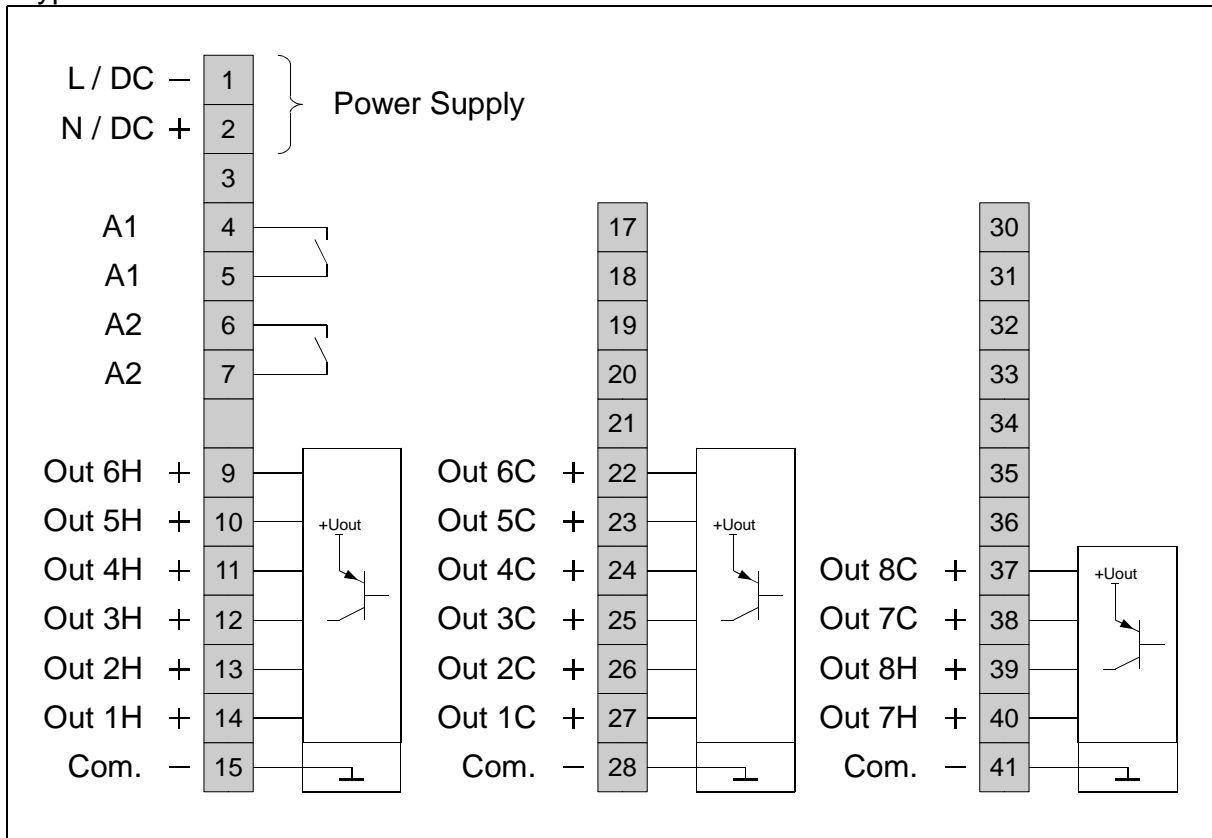 L / DC – 1
N / DC + 2
Power Supply
3
A1 4
A1 5
A2 6
A2 7
Out 6H + 9
Out 5H + 10
Out 4H + 11
Out 3H + 12
Out 2H + 13
Out 1H + 14
Com. – 15
+Uout
17
18
19
20
21
Out 6C + 22
Out 5C + 23
Out 4C + 24
Out 3C + 25
Out 2C + 26
Out 1C + 27
Com. – 28
+Uout
30
31
32
33
34
35
36
Out 8C + 37
Out 7C + 38
Out 8H + 39
Out 7H + 40
Com. – 41
+Uout